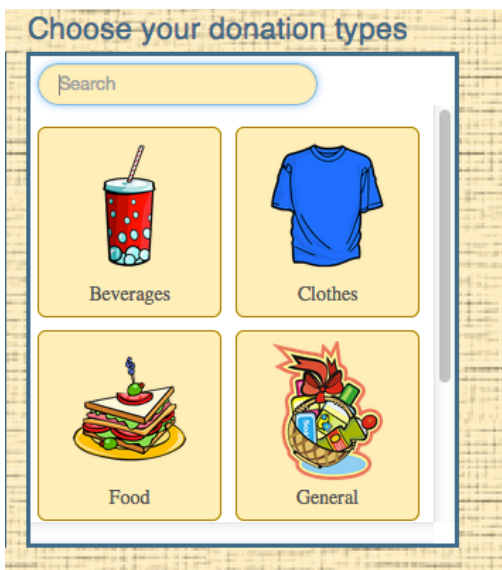 Choose your donation types
Search
Beverages
Clothes
Food
General